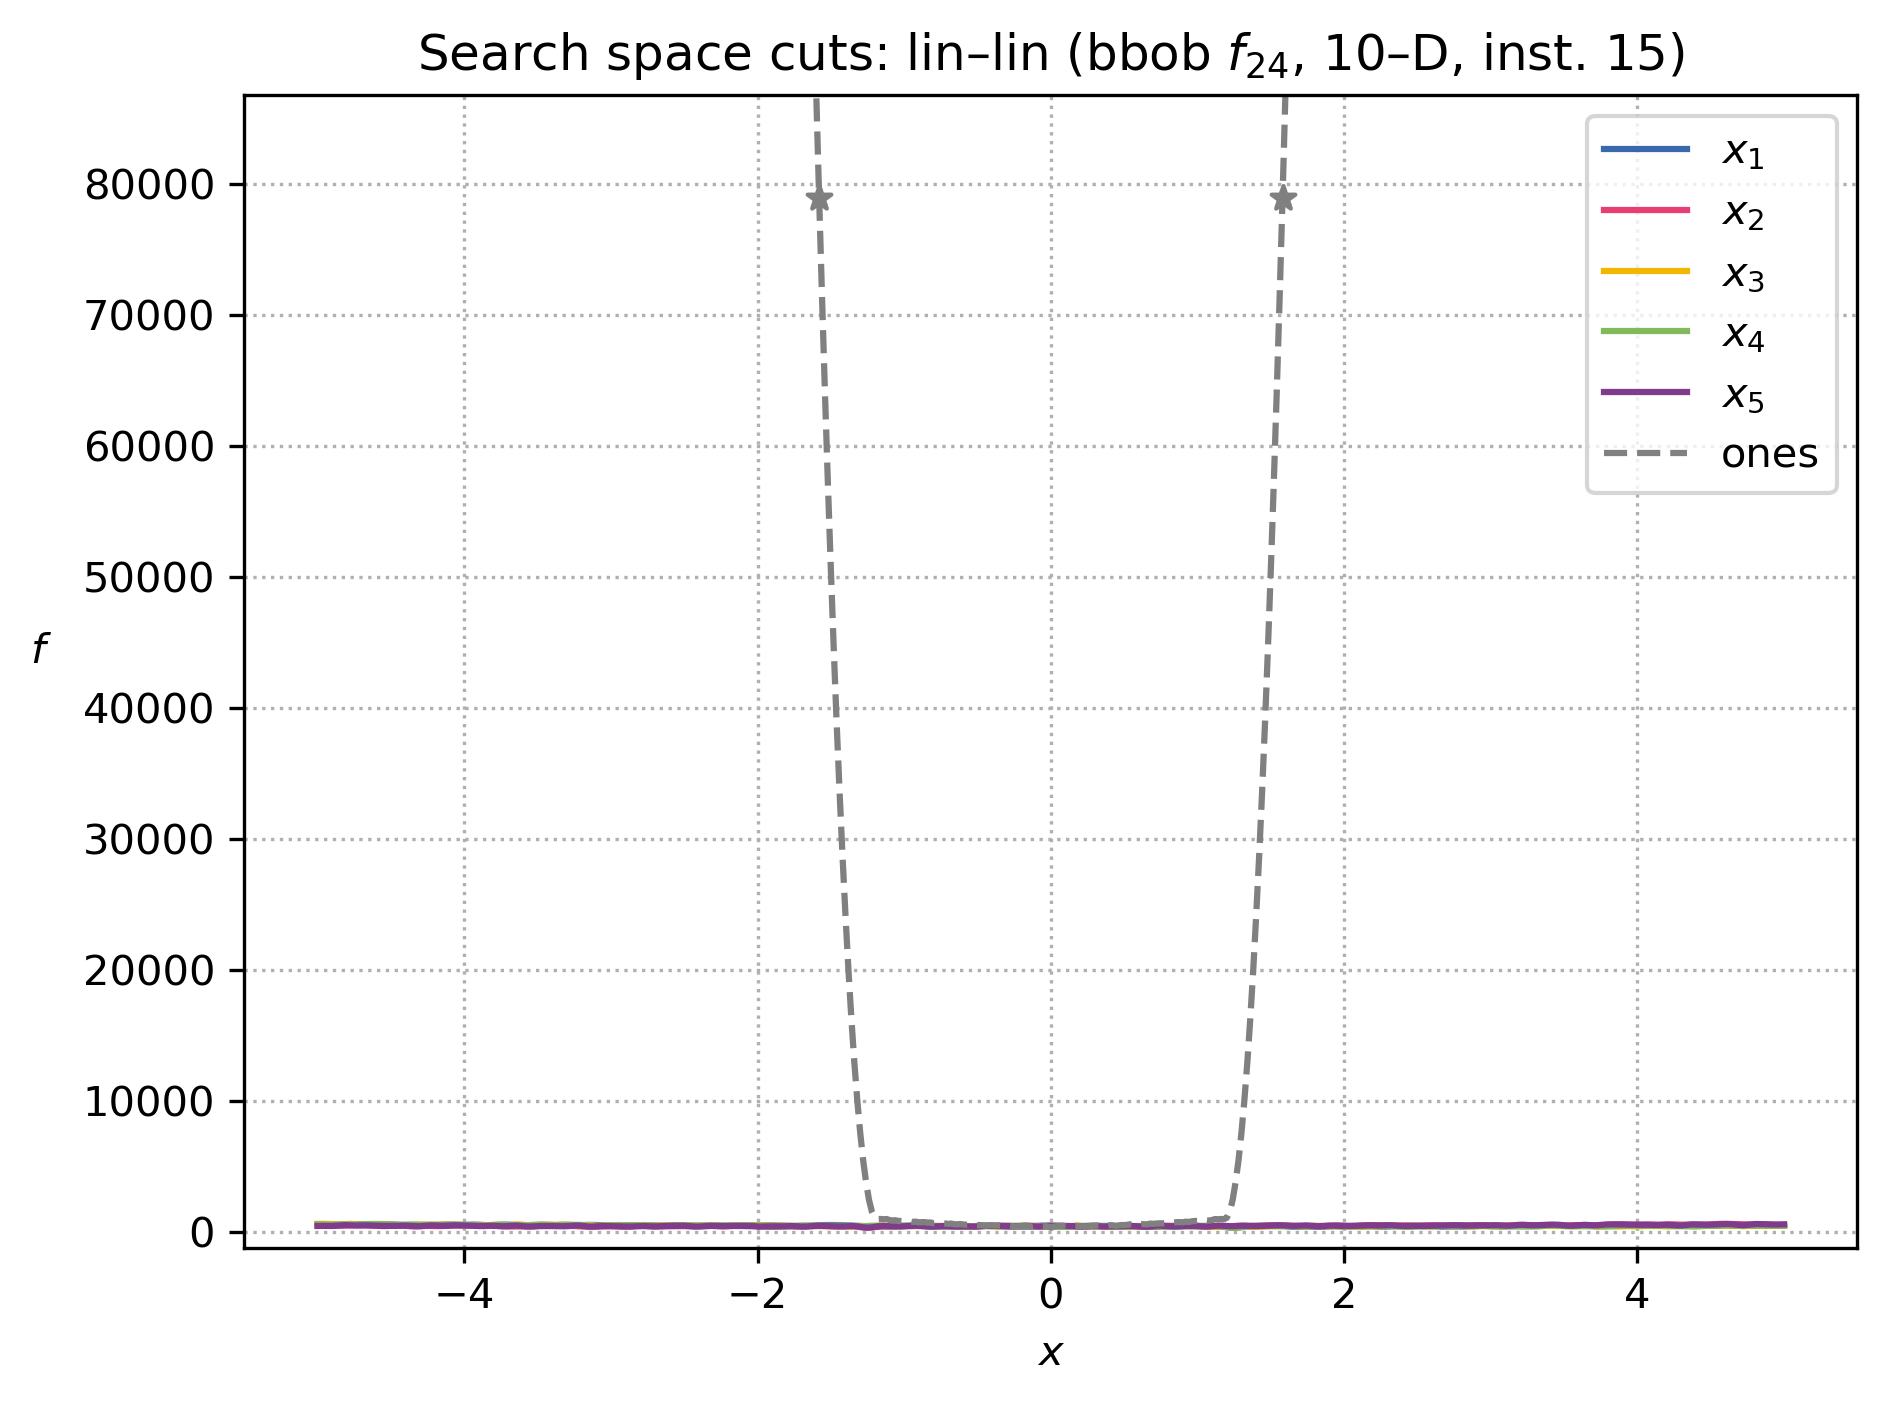 Search space cuts: lin–lin (bbob f₂₄, 10–D, inst. 15)
x₁
x₂
x₃
x₄
x₅
ones
80000
70000
60000
50000
40000
30000
20000
10000
0
f
−4 −2 0 2 4
x